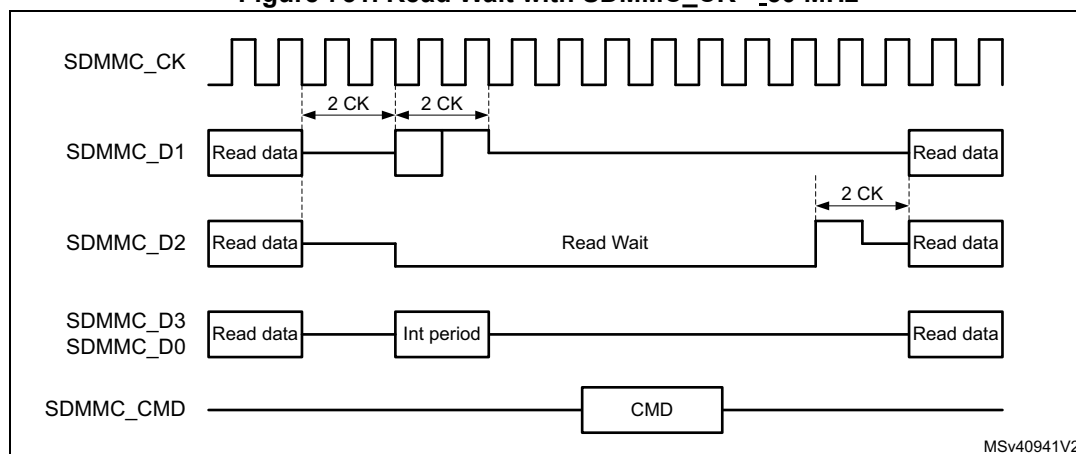 SDMMC_CK
2 CK 2 CK
SDMMC_D1 Read data Read data
2 CK
SDMMC_D2 Read data Read Wait Read data
SDMMC_D3
SDMMC_D0
Read data Int period Read data
SDMMC_CMD CMD
MSv40941V2